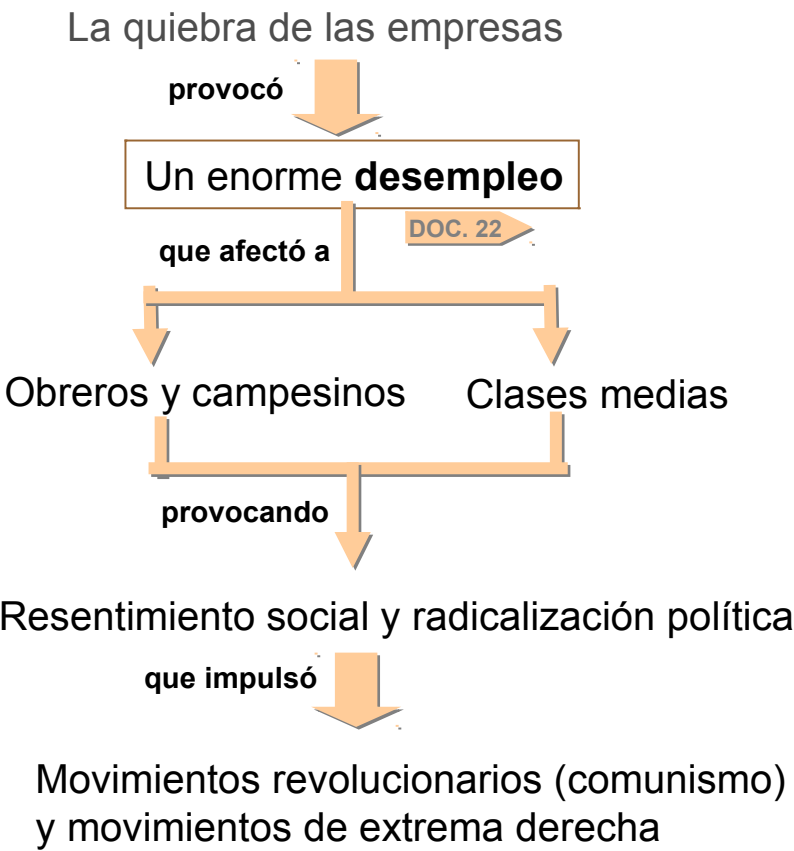 La quiebra de las empresas
provocó
Un enorme desempleo
DOC. 22
que afectó a
Obreros y campesinos
Clases medias
provocando
Resentimiento social y radicalización política
que impulsó
Movimientos revolucionarios (comunismo)
y movimientos de extrema derecha